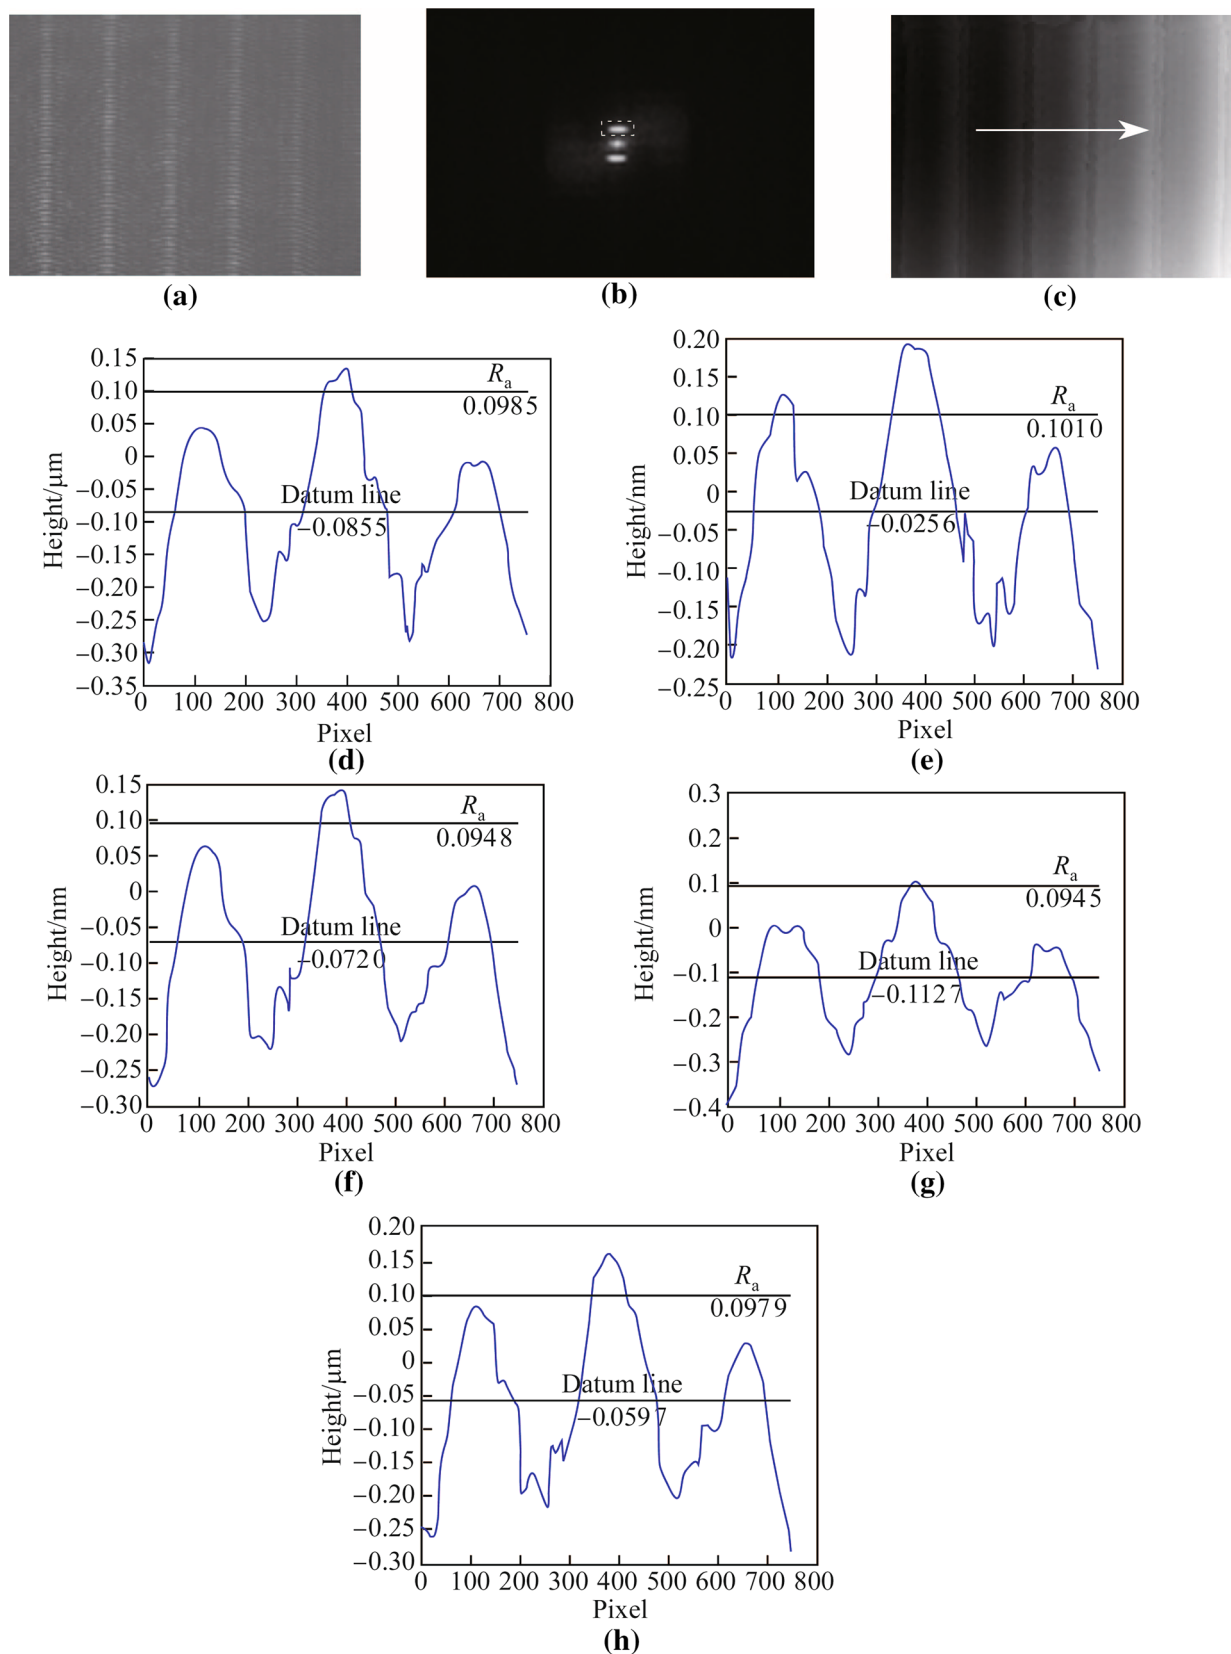 (a)
(b)
(c)
0.15
0.10
0.05
0
−0.05
−0.10
−0.15
−0.20
−0.25
−0.30
−0.35
Height/μm
Ra
0.0985
Datum line
−0.0855
0 100 200 300 400 500 600 700 800
Pixel
(d)
0.20
0.15
0.10
0.05
0
−0.05
−0.10
−0.15
−0.20
−0.25
Height/nm
Ra
0.1010
Datum line
−0.0256
0 100 200 300 400 500 600 700 800
Pixel
(e)
0.15
0.10
0.05
0
−0.05
−0.10
−0.15
−0.20
−0.25
−0.30
Height/nm
Ra
0.0948
Datum line
−0.0720
0 100 200 300 400 500 600 700 800
Pixel
(f)
0.3
0.2
0.1
0
−0.1
−0.2
−0.3
−0.4
Height/nm
Ra
0.0945
Datum line
−0.1127
0 100 200 300 400 500 600 700 800
Pixel
(g)
0.20
0.15
0.10
0.05
0
−0.05
−0.10
−0.15
−0.20
−0.25
−0.30
Height/μm
Ra
0.0979
Datum line
−0.0597
0 100 200 300 400 500 600 700 800
Pixel
(h)